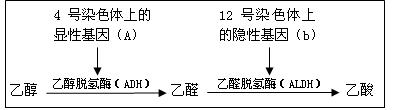 4 号染色体上的
显性基因（A）
12 号染色体上
的隐性基因（b）
乙醇 乙醇脱氢酶（ADH） 乙醛 乙醛脱氢酶（ALDH） 乙酸